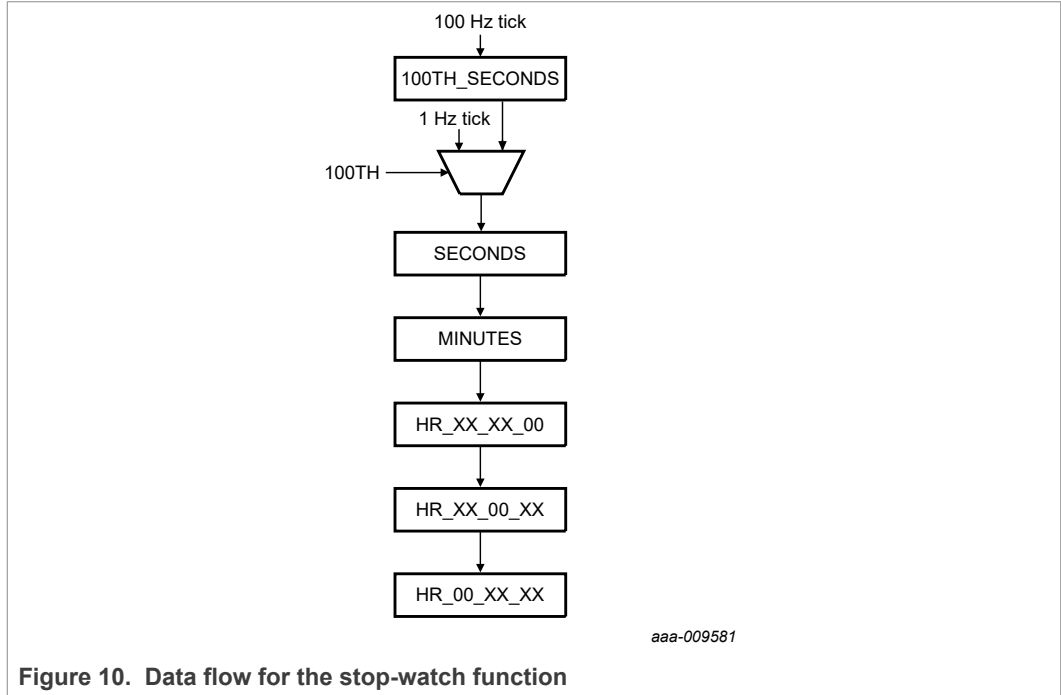 100 Hz tick
100TH_SECONDS
1 Hz tick
100TH
SECONDS
MINUTES
HR_XX_XX_00
HR_XX_00_XX
HR_00_XX_XX
aaa-009581
Figure 10. Data flow for the stop-watch function